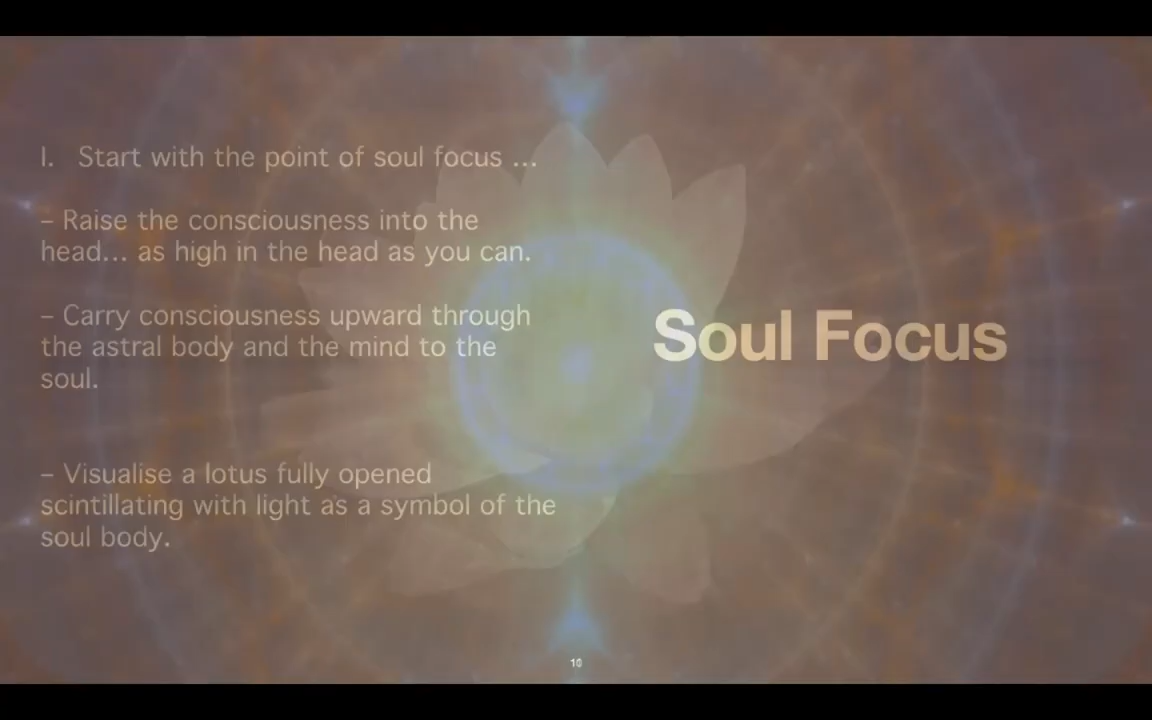 I. Start with the point of soul focus ...
– Raise the consciousness into the
head... as high in the head as you can.
– Carry consciousness upward through
the astral body and the mind to the
soul.
– Visualise a lotus fully opened
scintillating with light as a symbol of the
soul body.
Soul Focus